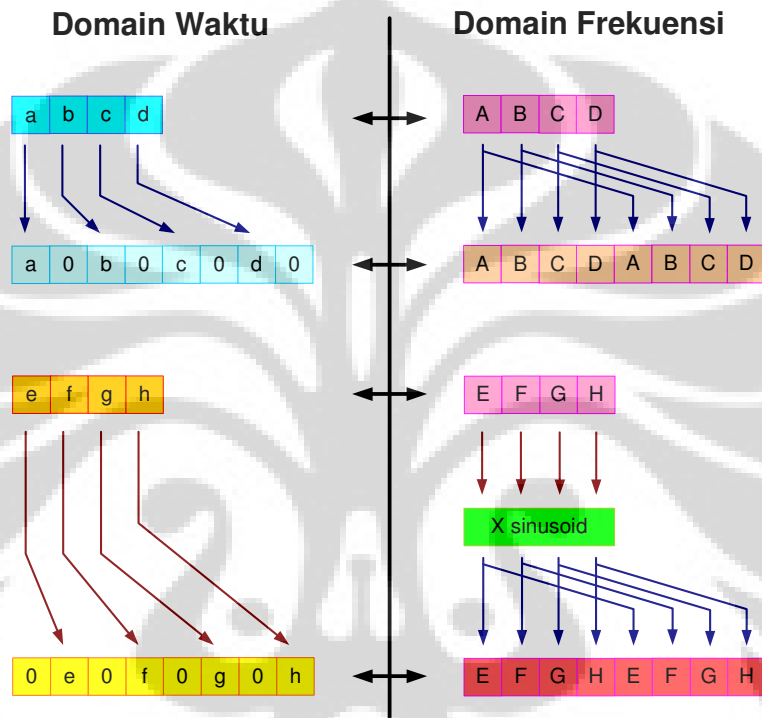 Domain Waktu Domain Frekuensi
a b c d A B C D
a 0 b 0 c 0 d 0 A B C D A B C D
e f g h E F G H
X sinusoid
0 e 0 f 0 g 0 h E F G H E F G H